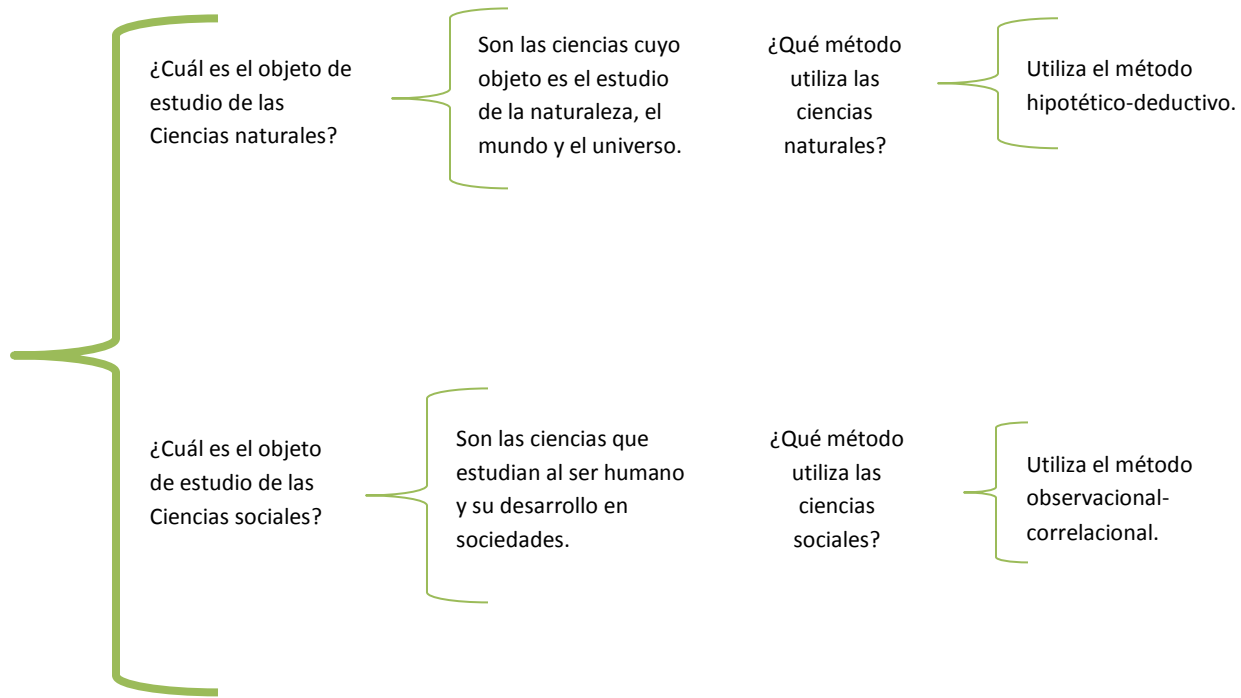 ¿Cuál es el objeto de
estudio de las
Ciencias naturales?
Son las ciencias cuyo
objeto es el estudio
de la naturaleza, el
mundo y el universo.
¿Qué método
utiliza las
ciencias
naturales?
Utiliza el método
hipotético-deductivo.
¿Cuál es el objeto
de estudio de las
Ciencias sociales?
Son las ciencias que
estudian al ser humano
y su desarrollo en
sociedades.
¿Qué método
utiliza las
ciencias
sociales?
Utiliza el método
observacional-
correlacional.